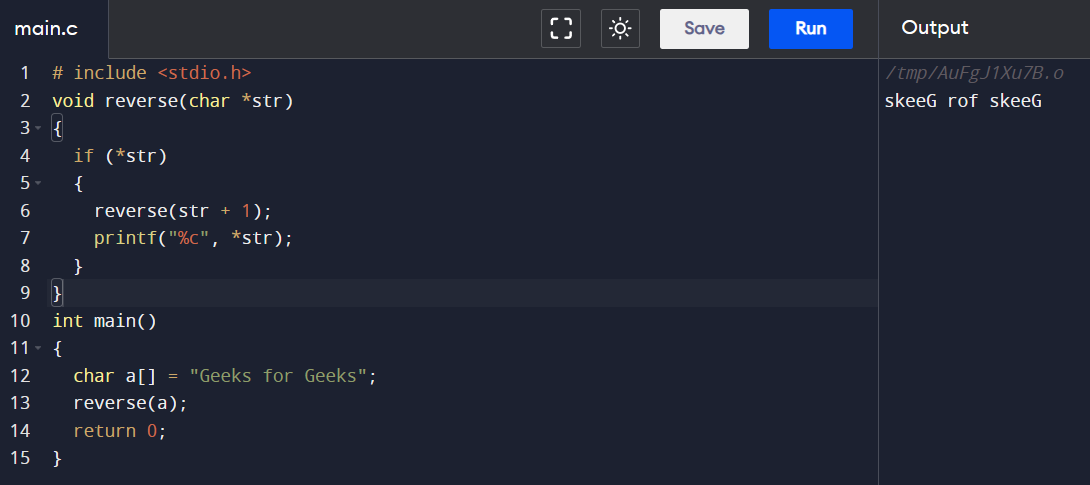 main.c Save Run Output
1 # include <stdio.h>
2 void reverse(char *str)
3 {
4   if (*str)
5   {
6     reverse(str + 1);
7     printf("%c", *str);
8   }
9 }
10 int main()
11 {
12   char a[] = "Geeks for Geeks";
13   reverse(a);
14   return 0;
15 }
/tmp/AuFgJ1Xu7B.o
skeeG rof skeeG